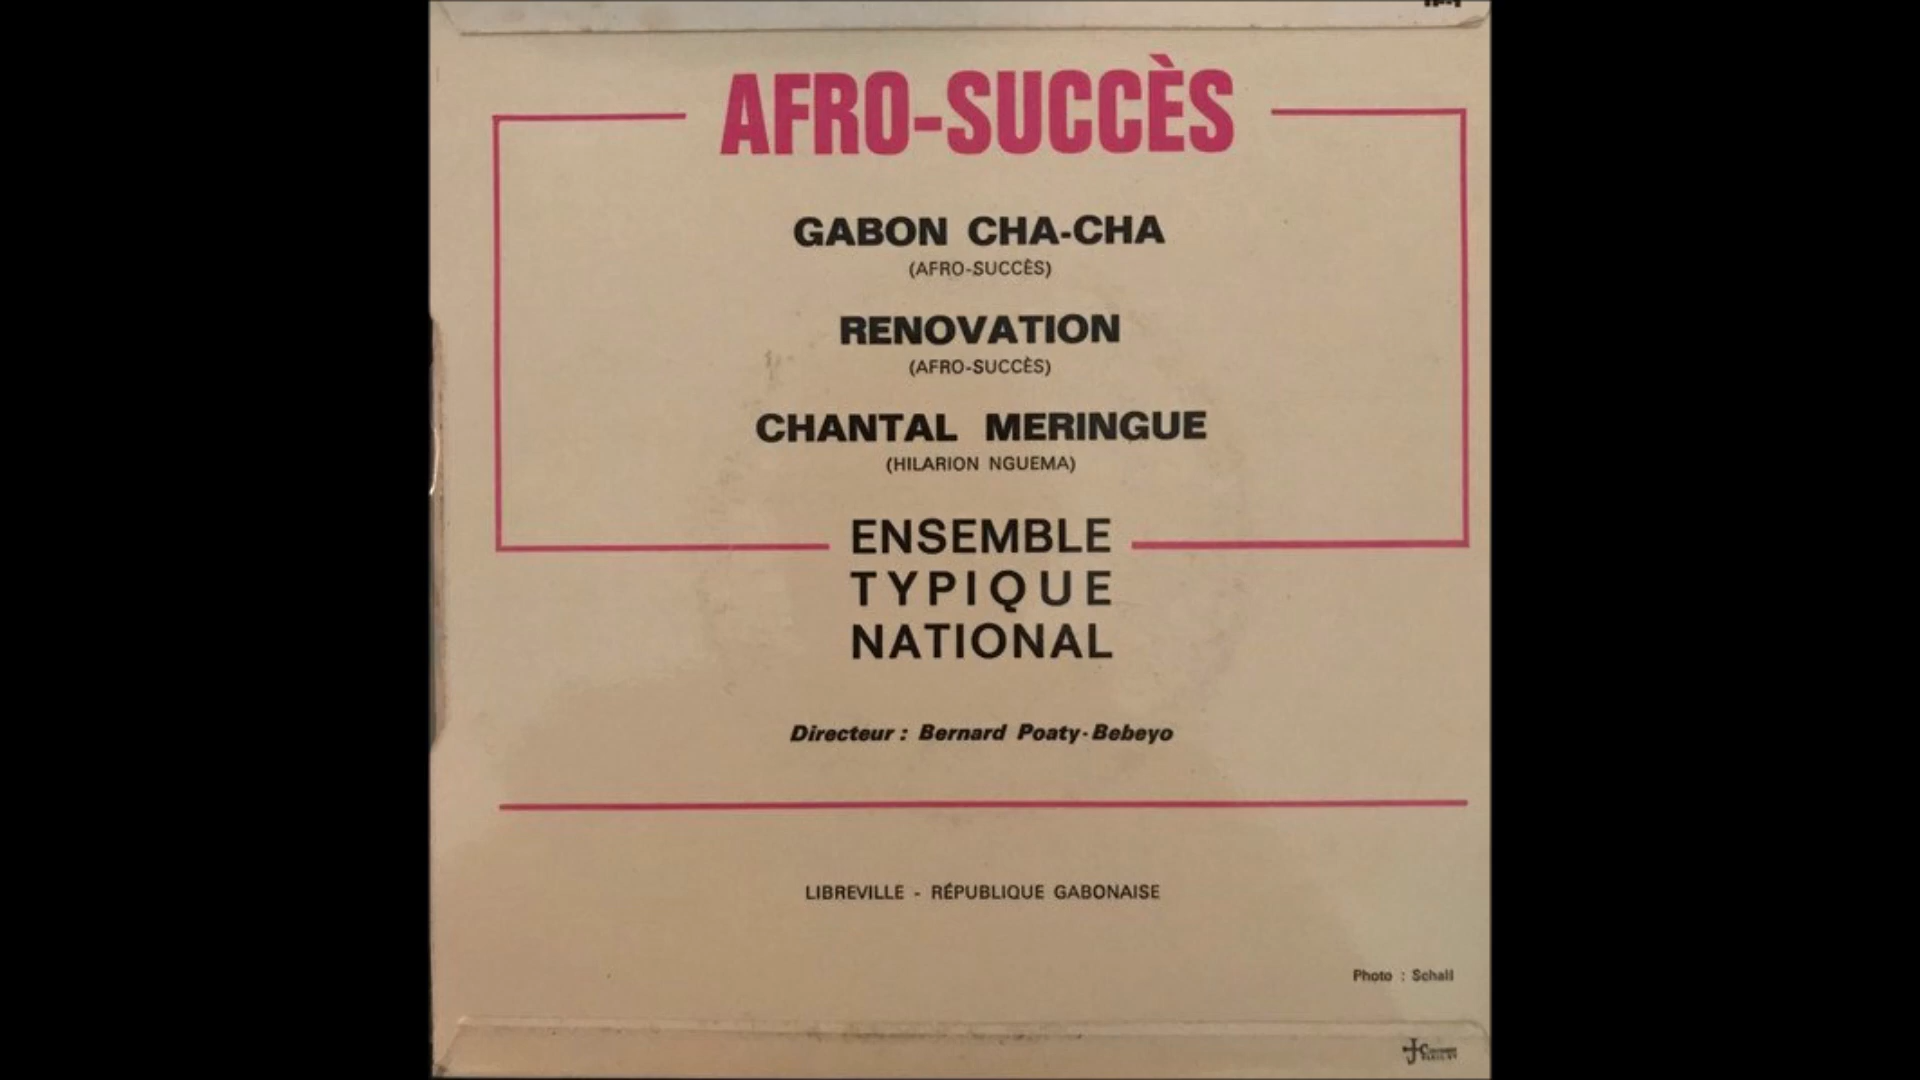 AFRO-SUCCÈS
GABON CHA-CHA
(AFRO-SUCCÈS)
RENOVATION
(AFRO-SUCCÈS)
CHANTAL MERINGUE
(HILARION NGUEMA)
ENSEMBLE
TYPIQUE
NATIONAL
Directeur : Bernard Poaty-Bebeyo
LIBREVILLE - RÉPUBLIQUE GABONAISE
Photo : Schall